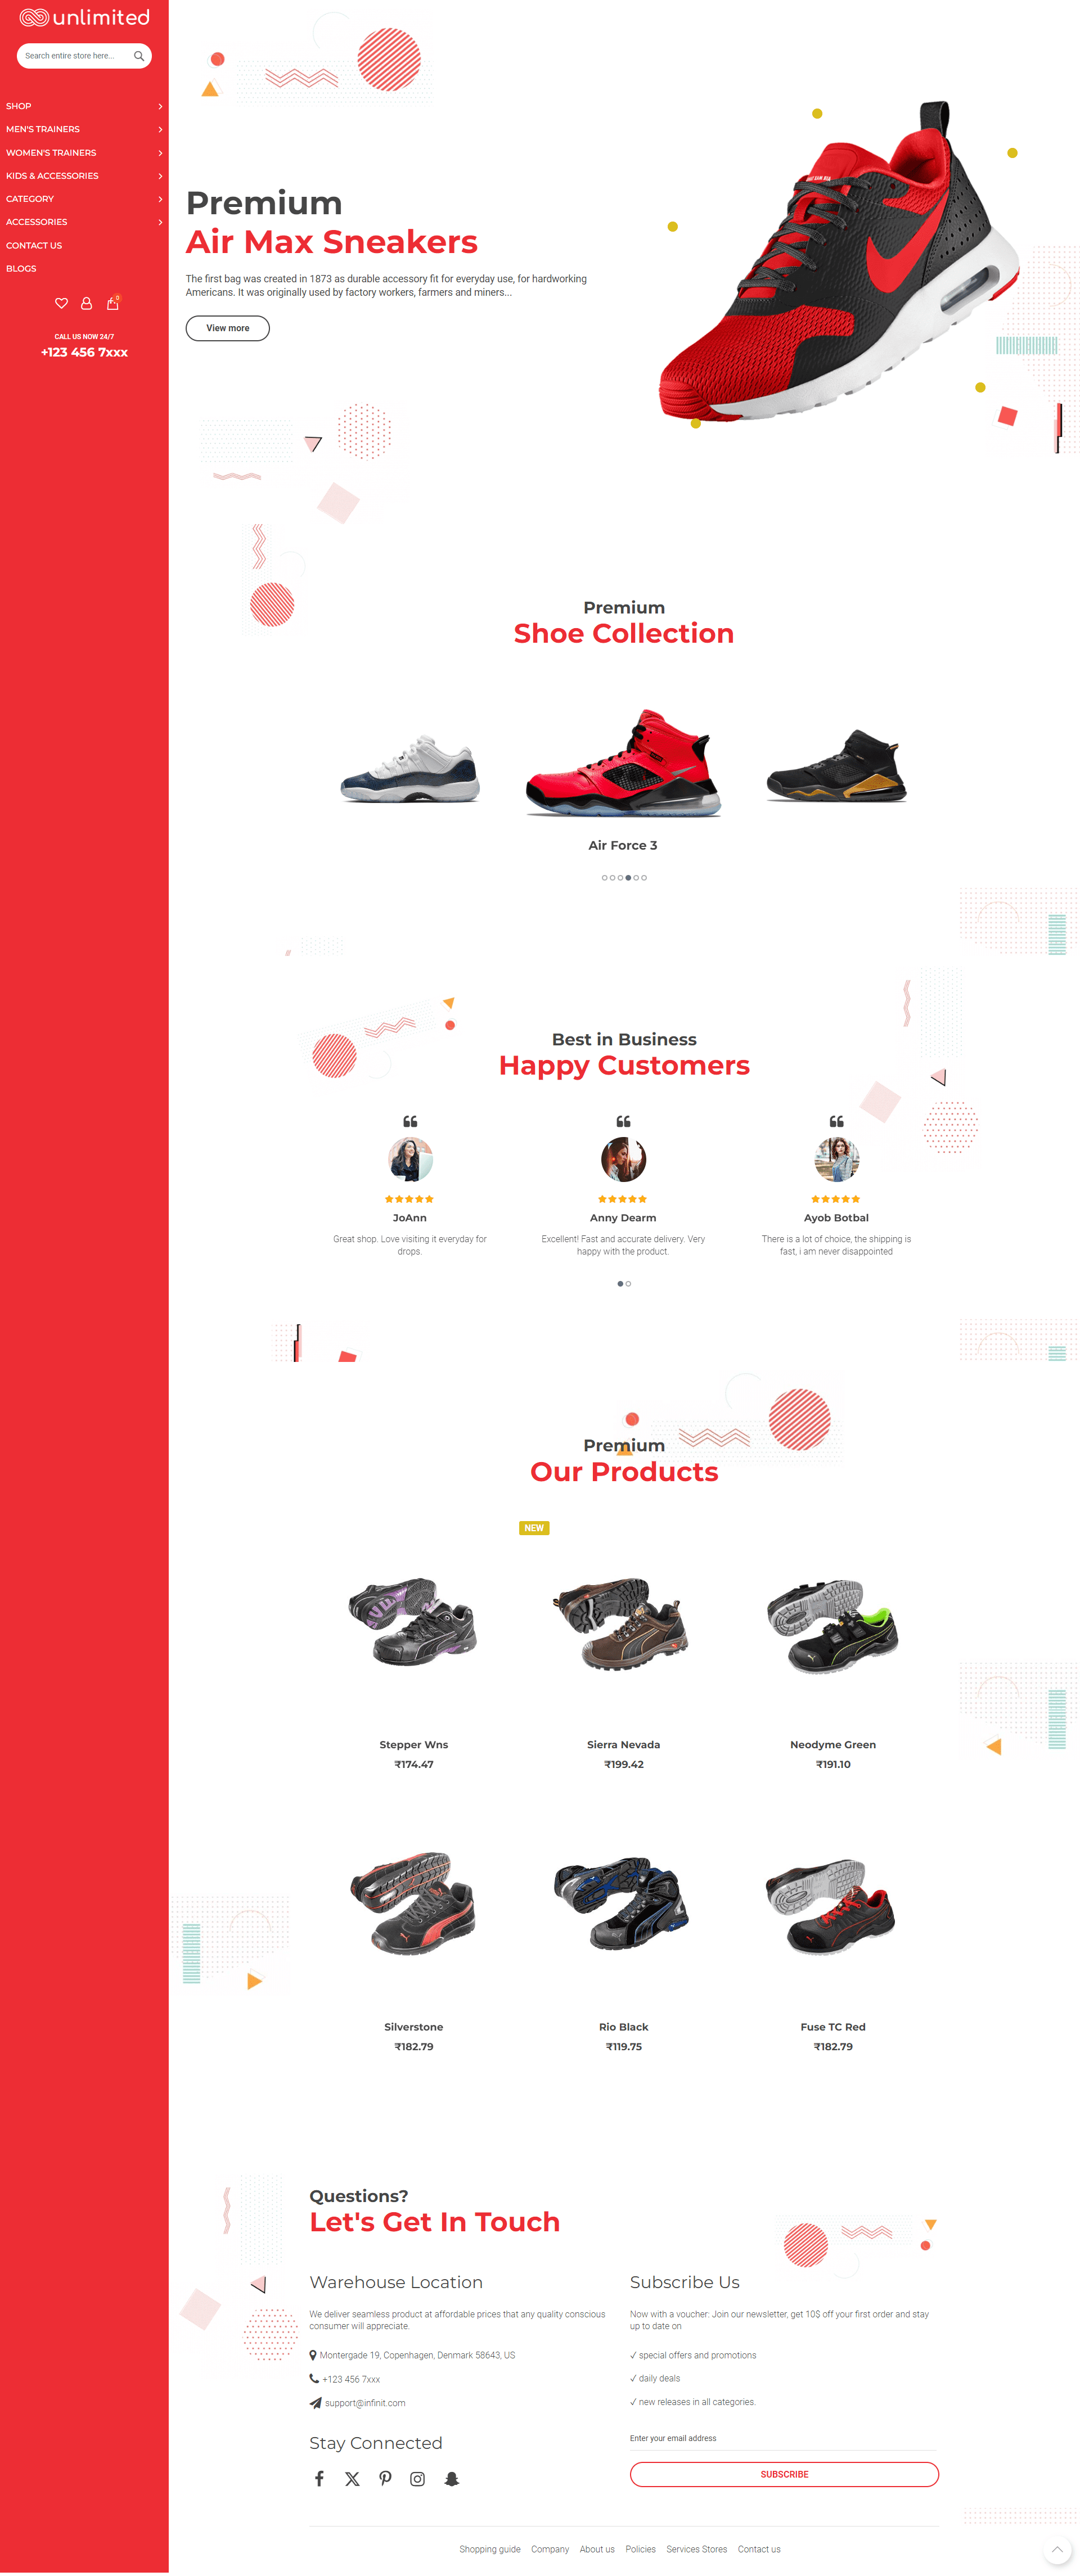 unlimited
Search entire store here...
SHOP
MEN'S TRAINERS
WOMEN'S TRAINERS
KIDS & ACCESSORIES
CATEGORY
ACCESSORIES
CONTACT US
BLOGS
0
CALL US NOW 24/7
+123 456 7xxx
Premium
Air Max Sneakers
The first bag was created in 1873 as durable accessory fit for everyday use, for hardworking
Americans. It was originally used by factory workers, farmers and miners...
View more
Premium
Shoe Collection
Air Force 3
Best in Business
Happy Customers
JoAnn
Anny Dearm
Ayob Botbal
Great shop. Love visiting it everyday for
drops.
Excellent! Fast and accurate delivery. Very
happy with the product.
There is a lot of choice, the shipping is
fast, i am never disappointed
Premium
Our Products
NEW
Stepper Wns
₹174.47
Sierra Nevada
₹199.42
Neodyme Green
₹191.10
Silverstone
₹182.79
Rio Black
₹119.75
Fuse TC Red
₹182.79
Questions?
Let's Get In Touch
Warehouse Location
We deliver seamless product at affordable prices that any quality conscious
consumer will appreciate.
Montergade 19, Copenhagen, Denmark 58643, US
+123 456 7xxx
support@infinit.com
Stay Connected
Subscribe Us
Now with a voucher: Join our newsletter, get 10$ off your first order and stay
up to date on
✓ special offers and promotions
✓ daily deals
✓ new releases in all categories.
Enter your email address
SUBSCRIBE
Shopping guide Company About us Policies Services Stores Contact us